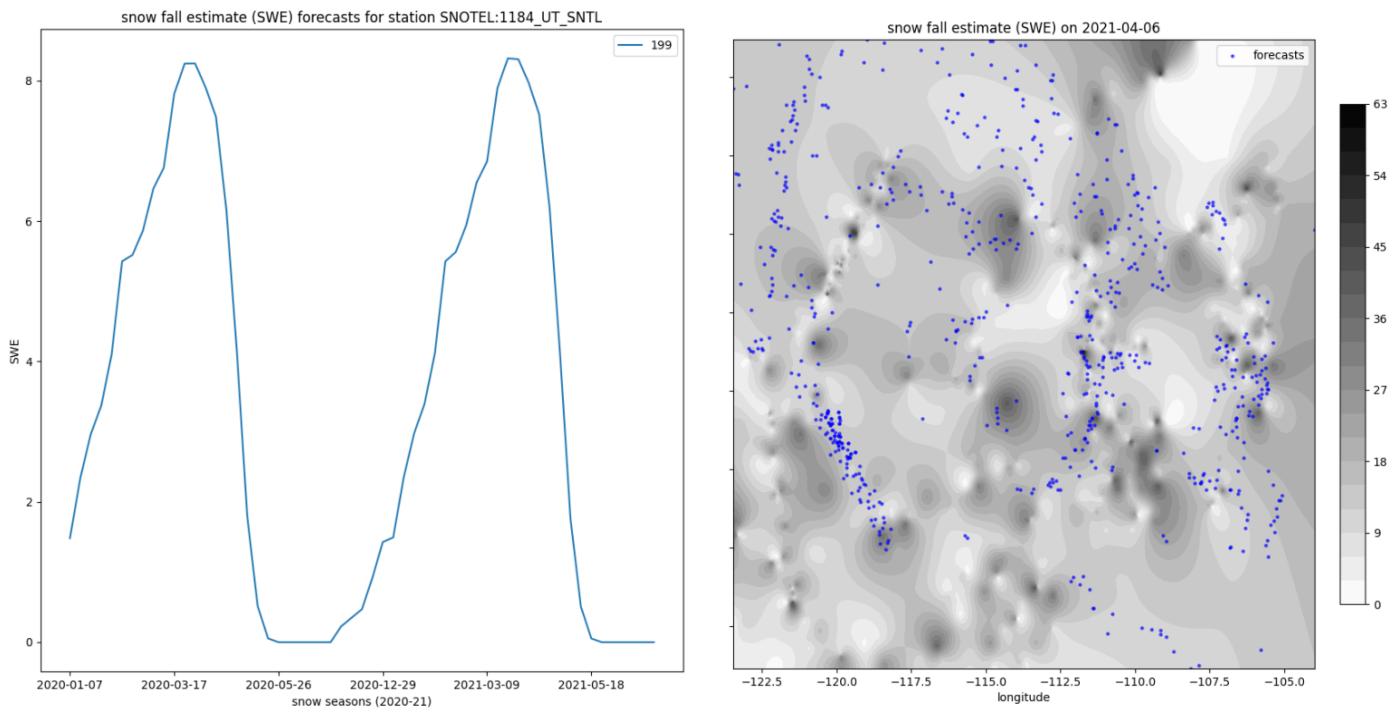 snow fall estimate (SWE) forecasts for station SNOTEL:1184_UT_SNTL
199
8
6
4
2
0
SWE
2020-01-07 2020-03-17 2020-05-26 2020-12-29 2021-03-09 2021-05-18
snow seasons (2020-21)
snow fall estimate (SWE) on 2021-04-06
forecasts
−122.5 −120.0 −117.5 −115.0 −112.5 −110.0 −107.5 −105.0
longitude
63
54
45
36
27
18
9
0